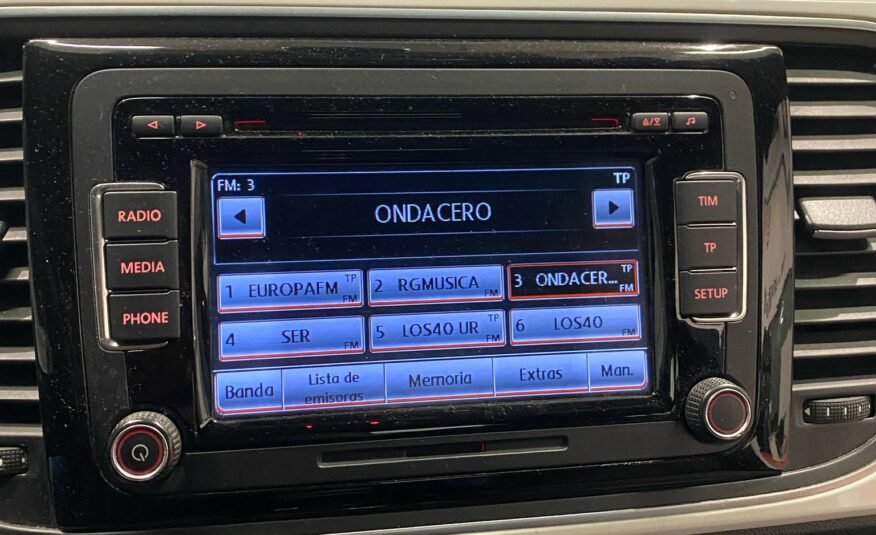 FM: 3
TP
ONDACERO
RADIO
MEDIA
PHONE
TIM
TP
SETUP
1 EUROPAFM TP FM
2 RGMUSICA FM
3 ONDACER... TP FM
4 SER FM
5 LOS40 UR TP FM
6 LOS40 FM
Banda
Lista de
emisoras
Memoria
Extras
Man.